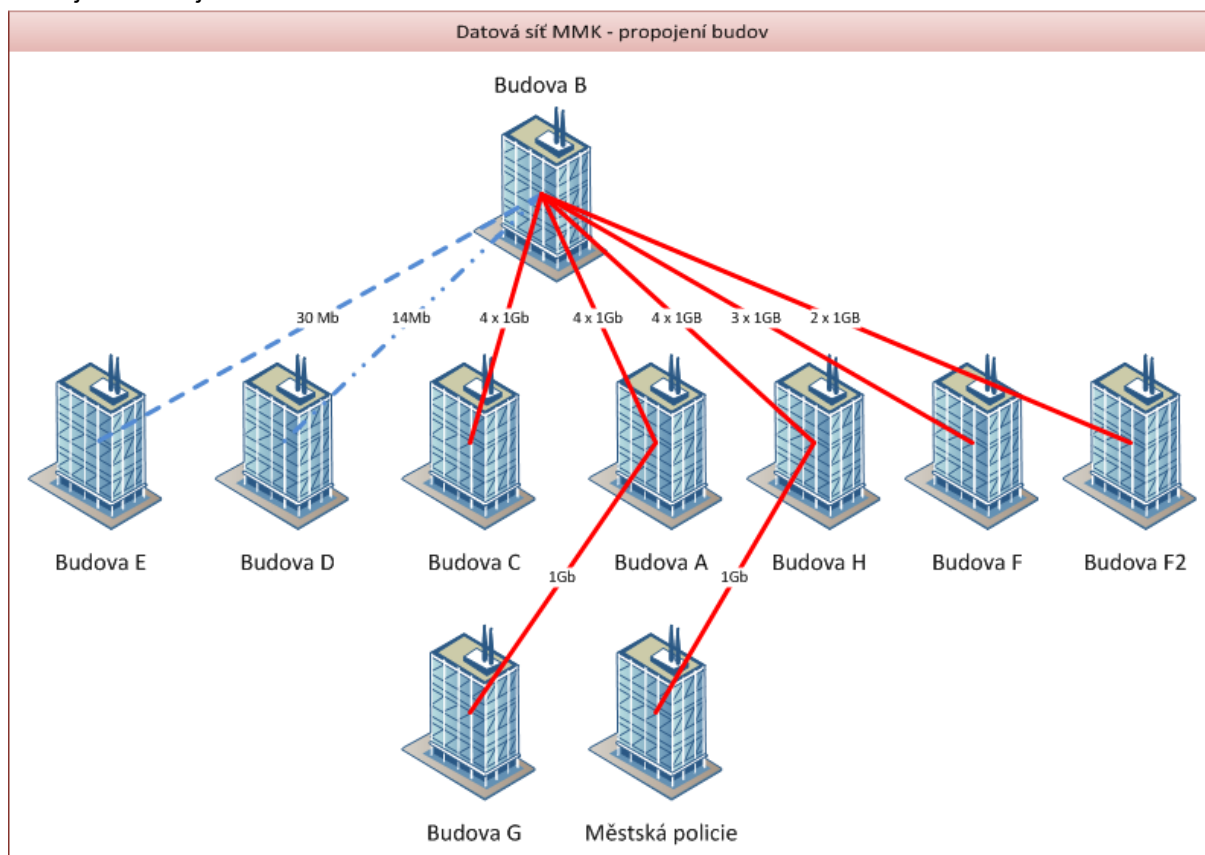 Datová síť MMK - propojení budov
Budova B
30 Mb
14Mb
4 x 1Gb
4 x 1Gb
4 x 1GB
3 x 1GB
2 x 1GB
Budova E
Budova D
Budova C
Budova A
Budova H
Budova F
Budova F2
1Gb
1Gb
Budova G
Městská policie